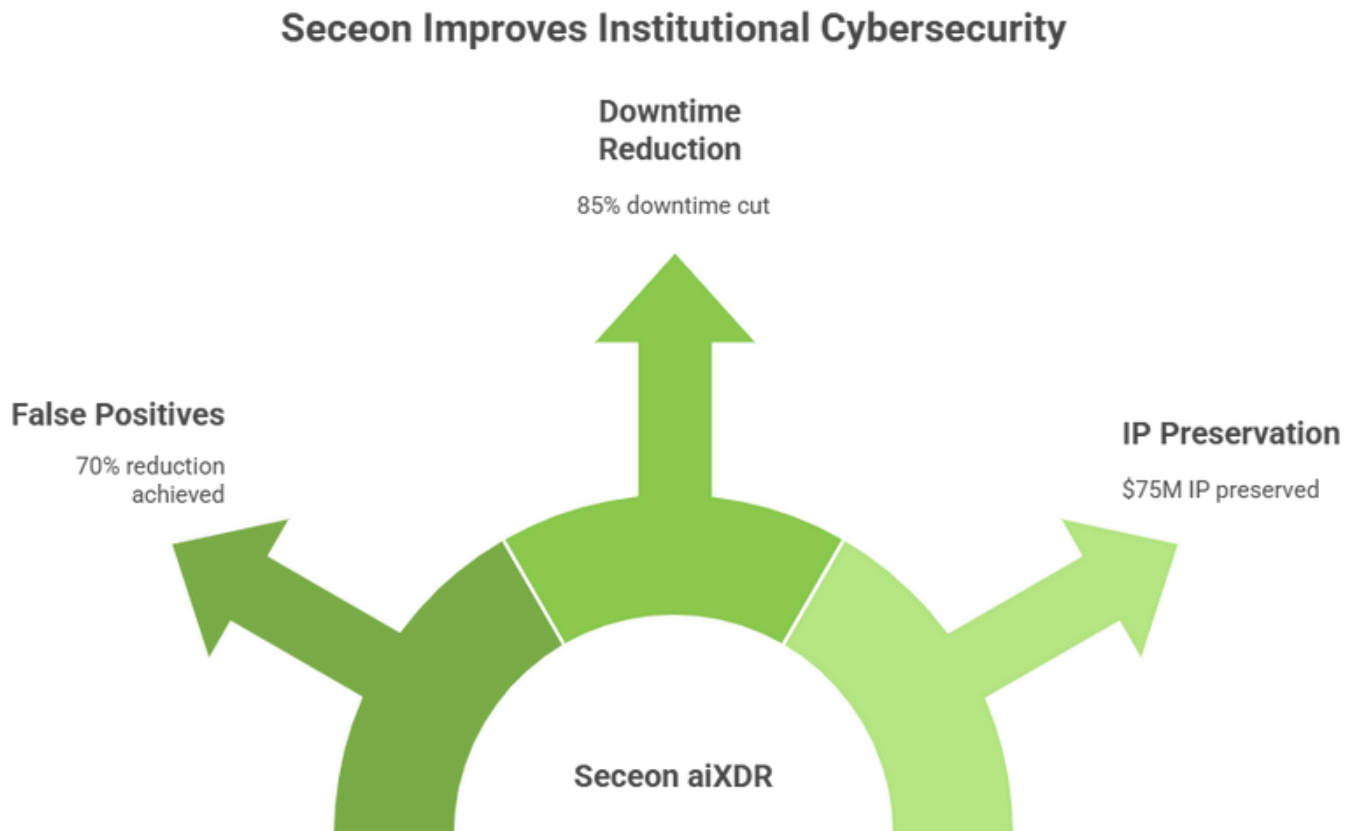 Seceon Improves Institutional Cybersecurity
Downtime
Reduction
85% downtime cut
False Positives
70% reduction
achieved
IP Preservation
$75M IP preserved
Seceon aiXDR